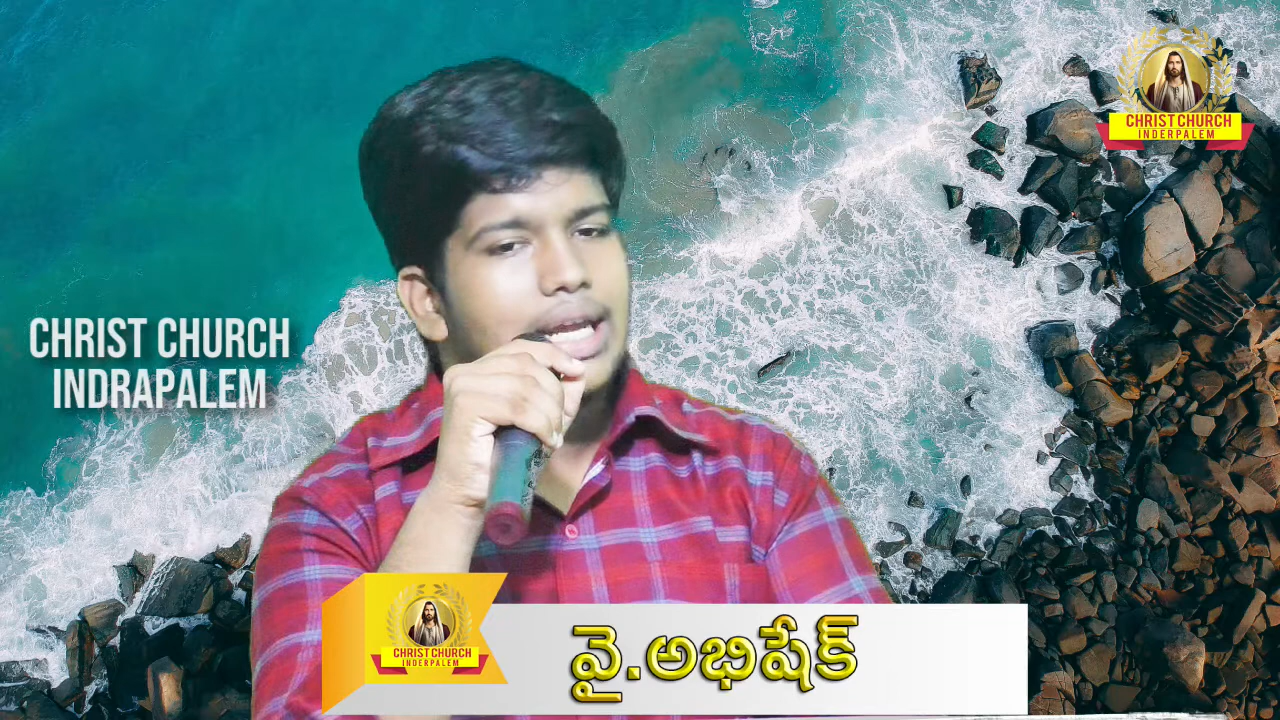 CHRIST CHURCH
INDERPALEM
CHRIST CHURCH
INDRAPALEM
CHRIST CHURCH
INDERPALEM
వై.అభిషేక్